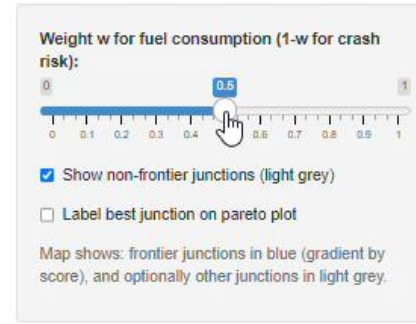 Weight w for fuel consumption (1-w for crash
risk):
0 0.5 1
0 0.1 0.2 0.3 0.4 0.6 0.7 0.8 0.9 1
Show non-frontier junctions (light grey)
Label best junction on pareto plot
Map shows: frontier junctions in blue (gradient by
score), and optionally other junctions in light grey.